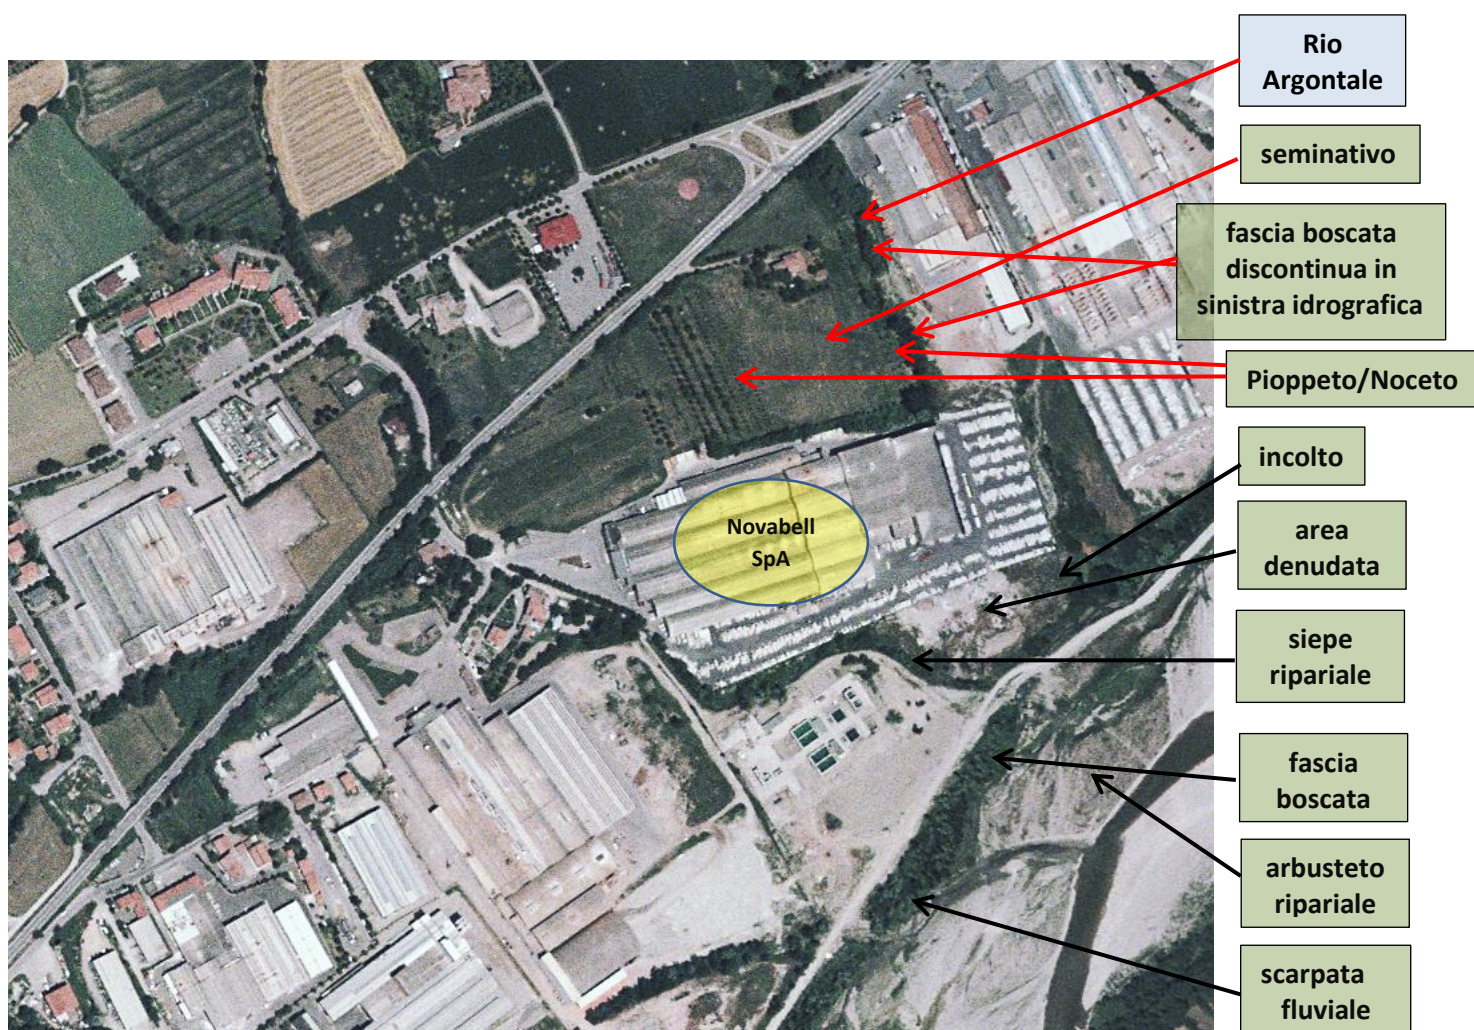 Rio
Argontale
seminativo
fascia boscata
discontinua in
sinistra idrografica
Pioppeto/Noceto
incolto
Novabell
SpA
area
denudata
siepe
ripariale
fascia
boscata
arbusteto
ripariale
scarpata
fluviale